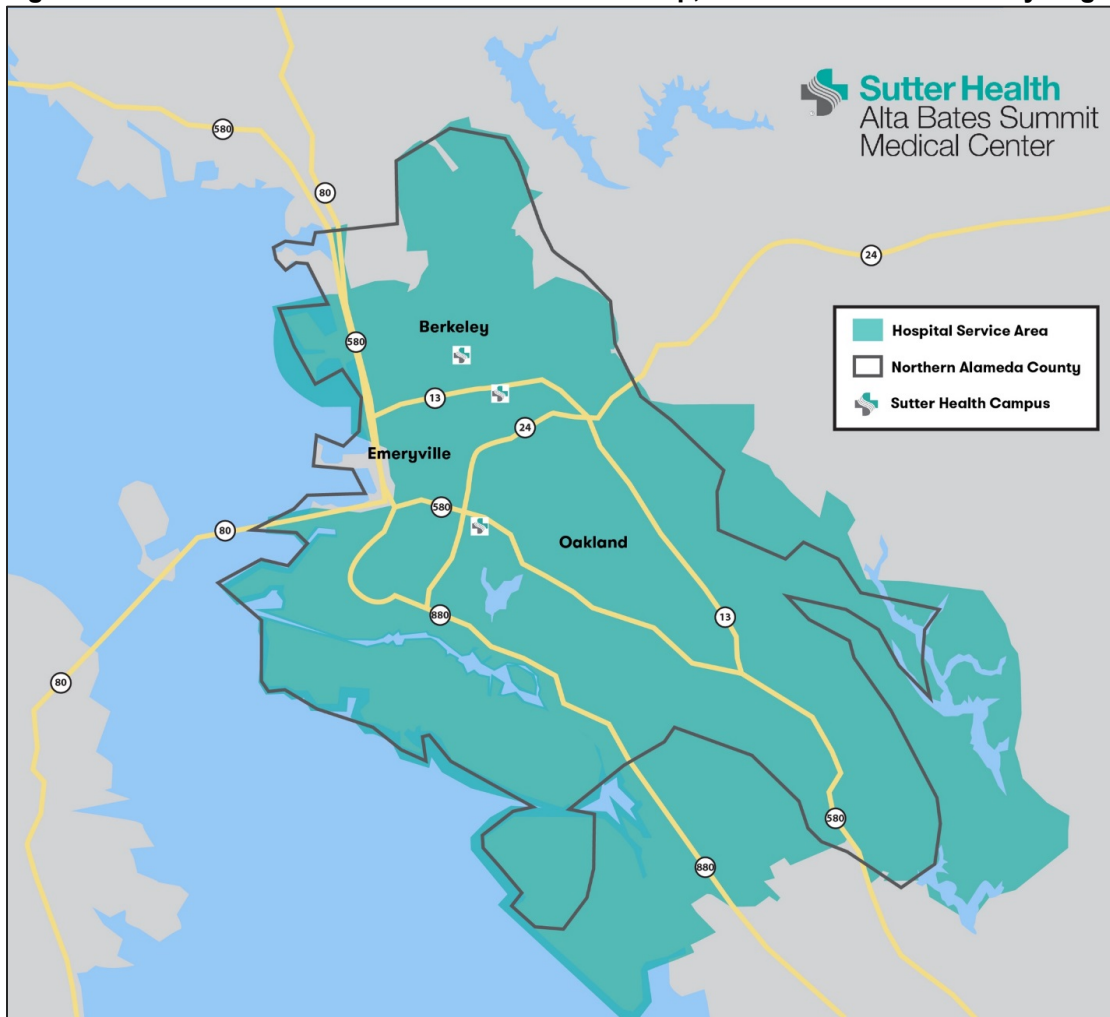 Sutter Health
Alta Bates Summit
Medical Center
580
80
24
Hospital Service Area
Northern Alameda County
Sutter Health Campus
Berkeley
580
13
24
Emeryville
580
80
Oakland
880
13
80
580
880